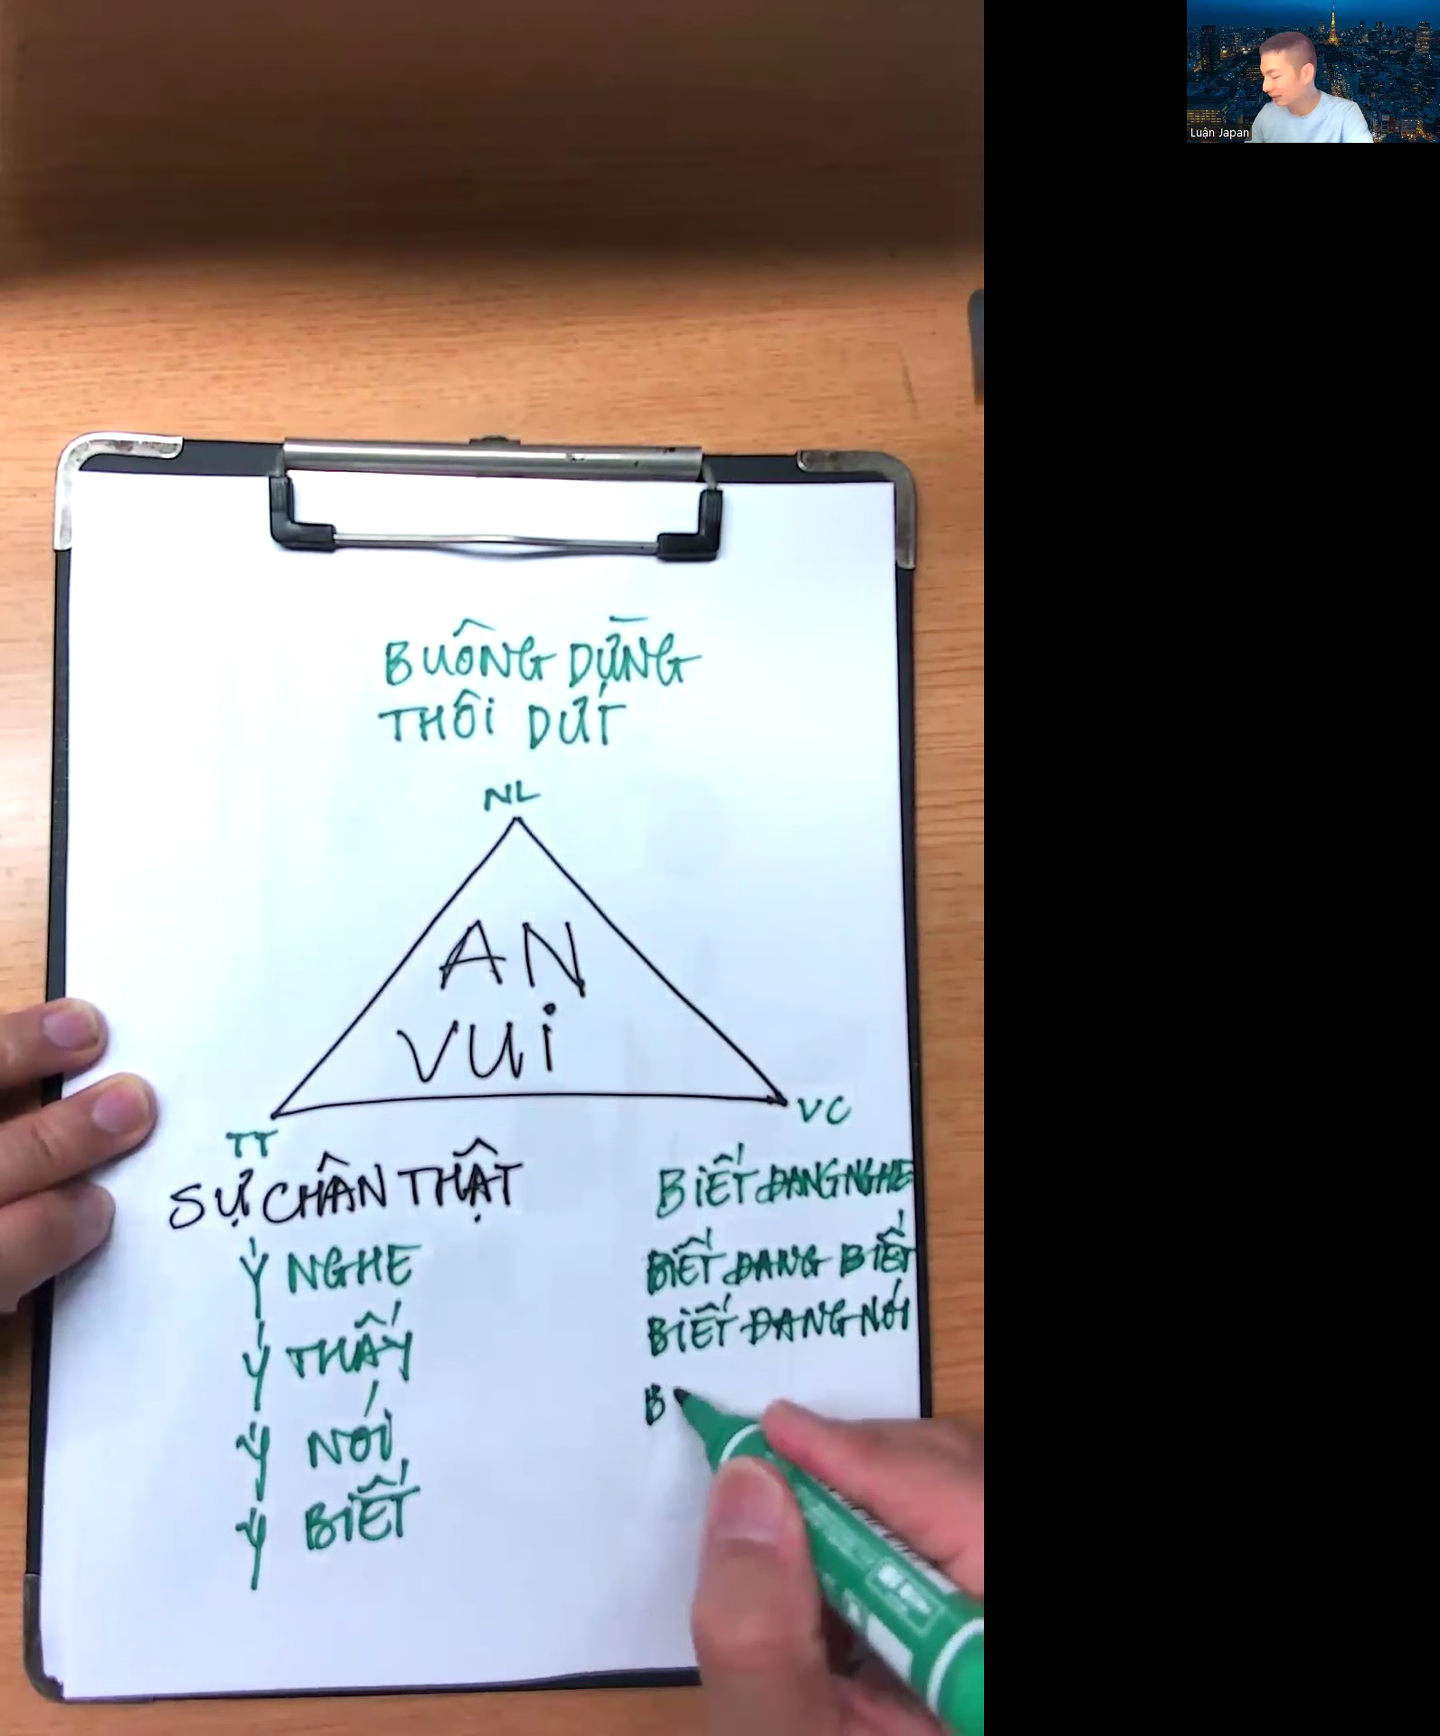 Luận Japan
BUÔNG DỰNG
THÔI DỨT
NL
AN
VUI
TT
VC
SỰ CHÂN THẬT
Ý NGHE
Ý THẤY
Ý NÓI
Ý BIẾT
BIẾT ĐANG NGHE
BIẾT ĐANG BIẾT
BIẾT ĐANG NÓI
B